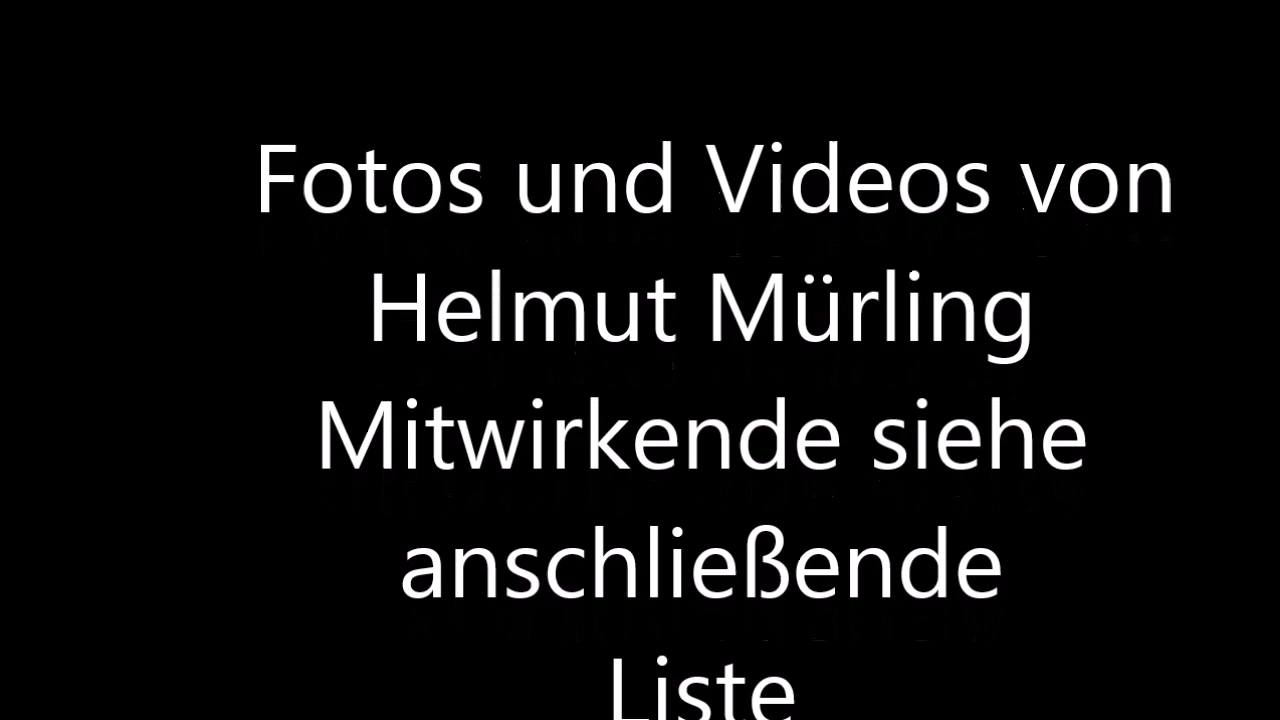 Fotos und Videos von
Helmut Mürling
Mitwirkende siehe
anschließende
Liste